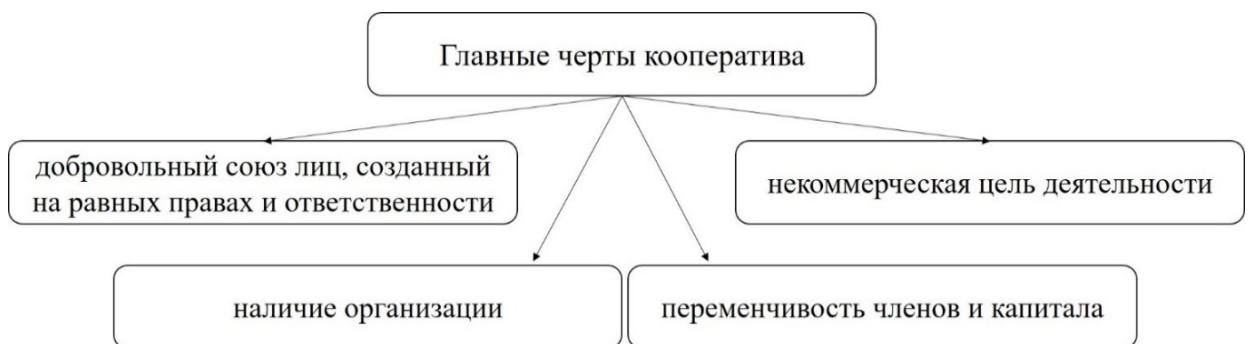 Главные черты кооператива
добровольный союз лиц, созданный
на равных правах и ответственности
некоммерческая цель деятельности
наличие организации
переменчивость членов и капитала